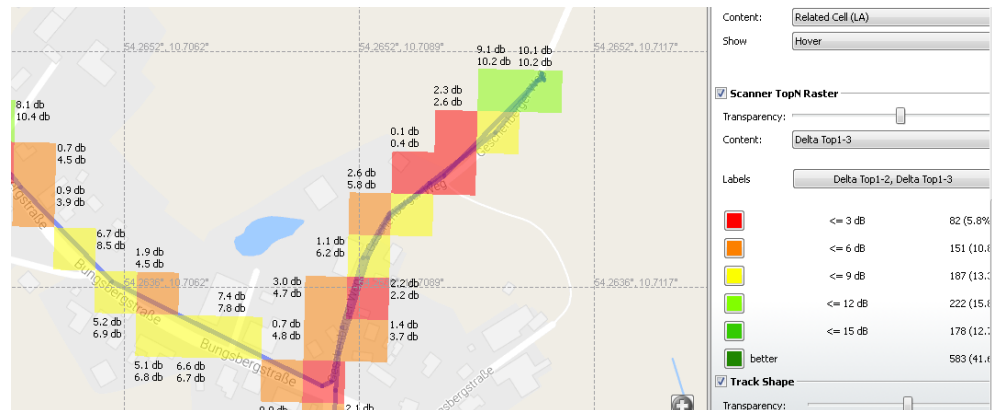 54.2652°, 10.7062°
54.2652°, 10.7089°
54.2652°, 10.7117°
9.1 db
10.2 db
10.1 db
10.2 db
8.1 db
10.4 db
2.3 db
2.6 db
0.1 db
0.4 db
0.7 db
4.5 db
2.6 db
5.8 db
0.9 db
3.9 db
6.7 db
8.5 db
1.1 db
6.2 db
1.9 db
4.5 db
54.2636°, 10.7062°
3.0 db
4.7 db
2.2 db
2.2 db
54.2636°, 10.7117°
7.4 db
7.8 db
5.2 db
6.9 db
0.7 db
4.8 db
1.4 db
3.7 db
5.1 db
6.8 db
6.6 db
6.7 db
2.1 db
Bungsbergstraße
Bungsbergstraße
Content:
Related Cell (LA)
Show
Hover
Scanner TopN Raster
Transparency:
Content:
Delta Top1-3
Labels
Delta Top1-2, Delta Top1-3
<= 3 dB 82 (5.8%
<= 6 dB 151 (10.8
<= 9 dB 187 (13.
<= 12 dB 222 (15.8
<= 15 dB 178 (12.
better 583 (41.6
Track Shape
Transparency: